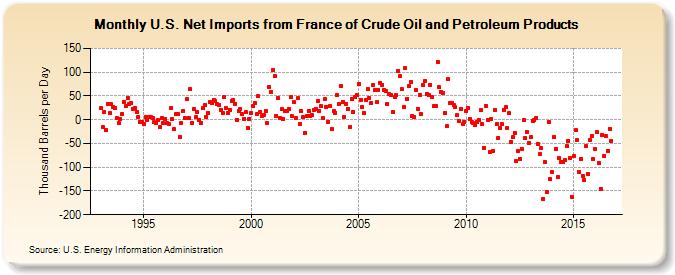 Monthly U.S. Net Imports from France of Crude Oil and Petroleum Products
Thousand Barrels per Day
150
100
50
0
-50
-100
-150
-200
1995 2000 2005 2010 2015
Source: U.S. Energy Information Administration